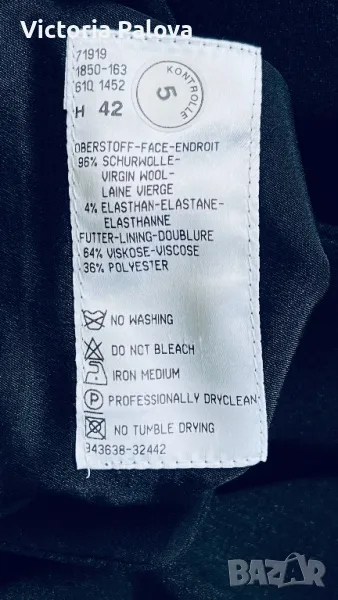 Victoria Palova
71919
1850-163
610 1452
H 42
KONTROLLE
5
OBERSTOFF-FACE-ENDROIT
96% SCHURWOLLE-
VIRGIN WOOL-
LAINE VIERGE
4% ELASTHAN-ELASTANE-
ELASTHANNE
FUTTER-LINING-DOUBLURE
64% VISKOSE-VISCOSE
36% POLYESTER
NO WASHING
DO NOT BLEACH
IRON MEDIUM
P PROFESSIONALLY DRYCLEAN
NO TUMBLE DRYING
943638-32442
BAZAR